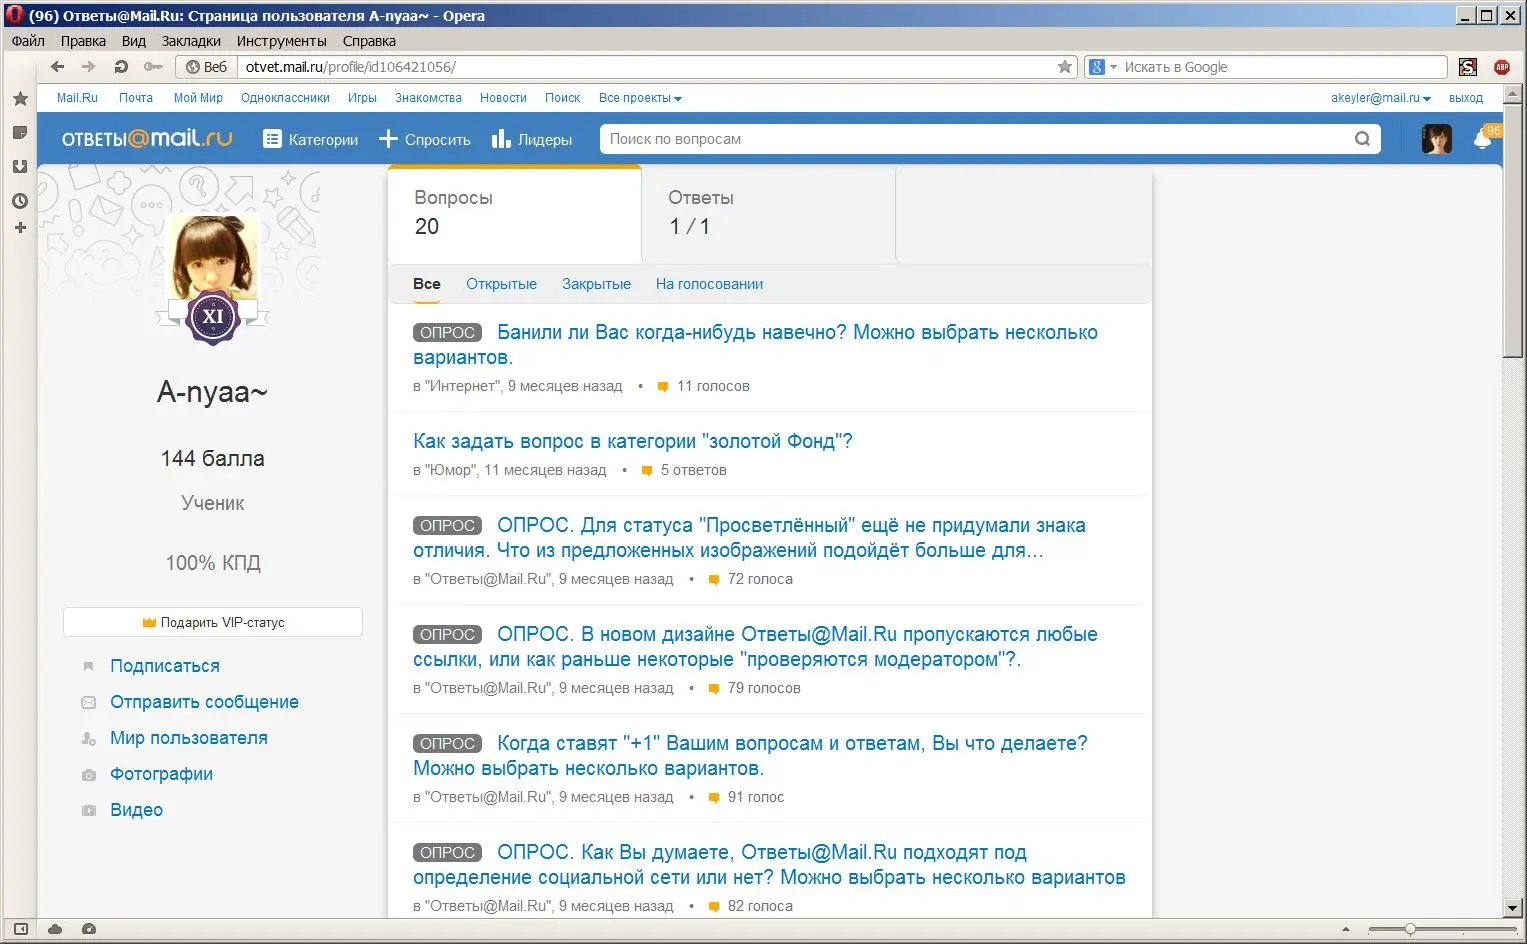 (96) Ответы@Mail.Ru: Страница пользователя A-nyaa~ - Opera
Файл Правка Вид Закладки Инструменты Справка
Веб otvet.mail.ru/profile/id106421056/ Искать в Google ABP
Mail.Ru Почта Мой Мир Одноклассники Игры Знакомства Новости Поиск Все проекты akeyler@mail.ru выход
ОТВЕТЫ@mail.ru Категории Спросить Лидеры Поиск по вопросам 96
XI
A-nyaa~
144 балла
Ученик
100% КПД
Подарить VIP-статус
Подписаться
Отправить сообщение
Мир пользователя
Фотографии
Видео
Вопросы
20
Ответы
1 / 1
Все Открытые Закрытые На голосовании
ОПРОС Банили ли Вас когда-нибудь навечно? Можно выбрать несколько
вариантов.
в "Интернет", 9 месяцев назад • 11 голосов
Как задать вопрос в категории "золотой Фонд"?
в "Юмор", 11 месяцев назад • 5 ответов
ОПРОС ОПРОС. Для статуса "Просветлённый" ещё не придумали знака
отличия. Что из предложенных изображений подойдёт больше для...
в "Ответы@Mail.Ru", 9 месяцев назад • 72 голоса
ОПРОС ОПРОС. В новом дизайне Ответы@Mail.Ru пропускаются любые
ссылки, или как раньше некоторые "проверяются модератором"?.
в "Ответы@Mail.Ru", 9 месяцев назад • 79 голосов
ОПРОС Когда ставят "+1" Вашим вопросам и ответам, Вы что делаете?
Можно выбрать несколько вариантов.
в "Ответы@Mail.Ru", 9 месяцев назад • 91 голос
ОПРОС ОПРОС. Как Вы думаете, Ответы@Mail.Ru подходят под
определение социальной сети или нет? Можно выбрать несколько вариантов
в "Ответы@Mail.Ru", 9 месяцев назад • 82 голоса